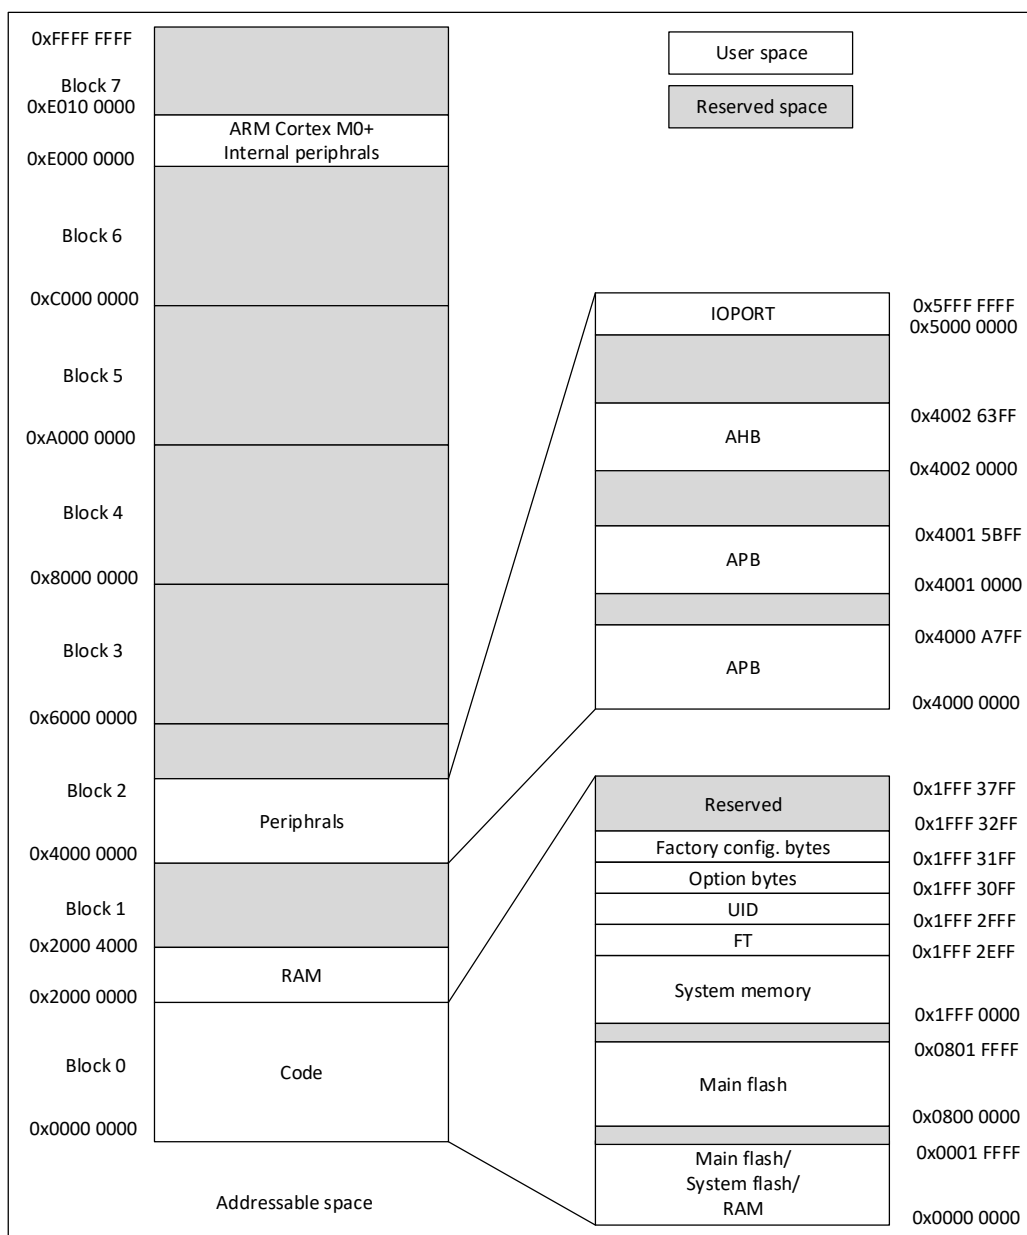 0xFFFF FFFF
Block 7
0xE010 0000
ARM Cortex M0+
Internal periphrals
0xE000 0000
Block 6
0xC000 0000
Block 5
0xA000 0000
Block 4
0x8000 0000
Block 3
0x6000 0000
Block 2
Periphrals
0x4000 0000
Block 1
0x2000 4000
RAM
0x2000 0000
Block 0
Code
0x0000 0000
Addressable space
User space
Reserved space
IOPORT
0x5FFF FFFF
0x5000 0000
AHB
0x4002 63FF
0x4002 0000
APB
0x4001 5BFF
0x4001 0000
APB
0x4000 A7FF
0x4000 0000
Reserved
0x1FFF 37FF
0x1FFF 32FF
Factory config. bytes
0x1FFF 31FF
Option bytes
0x1FFF 30FF
UID
0x1FFF 2FFF
FT
0x1FFF 2EFF
System memory
0x1FFF 0000
0x0801 FFFF
Main flash
0x0800 0000
0x0001 FFFF
Main flash/
System flash/
RAM
0x0000 0000